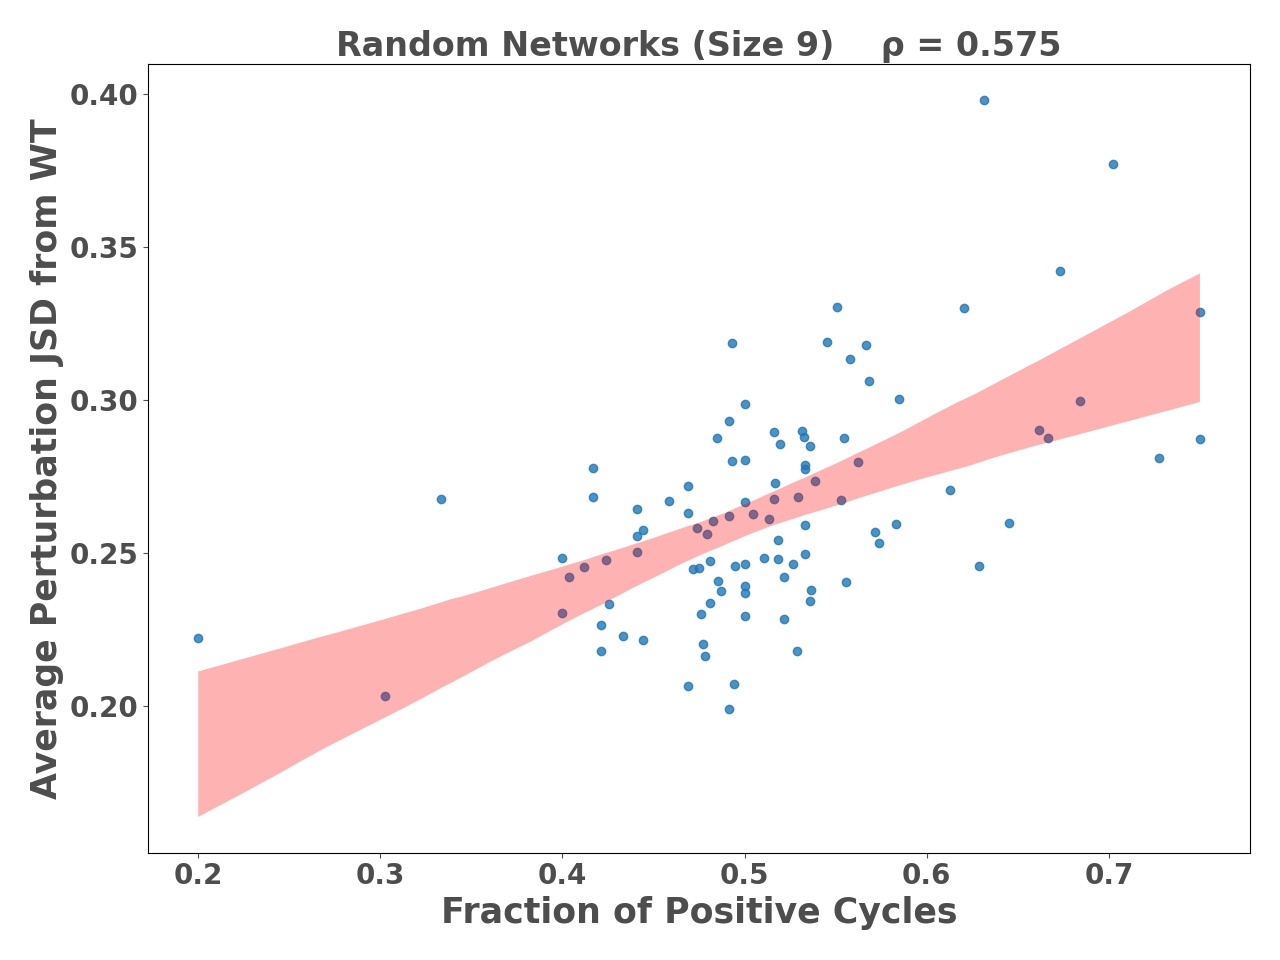 Random Networks (Size 9) ρ = 0.575
Average Perturbation JSD from WT
0.40
0.35
0.30
0.25
0.20
0.2 0.3 0.4 0.5 0.6 0.7
Fraction of Positive Cycles